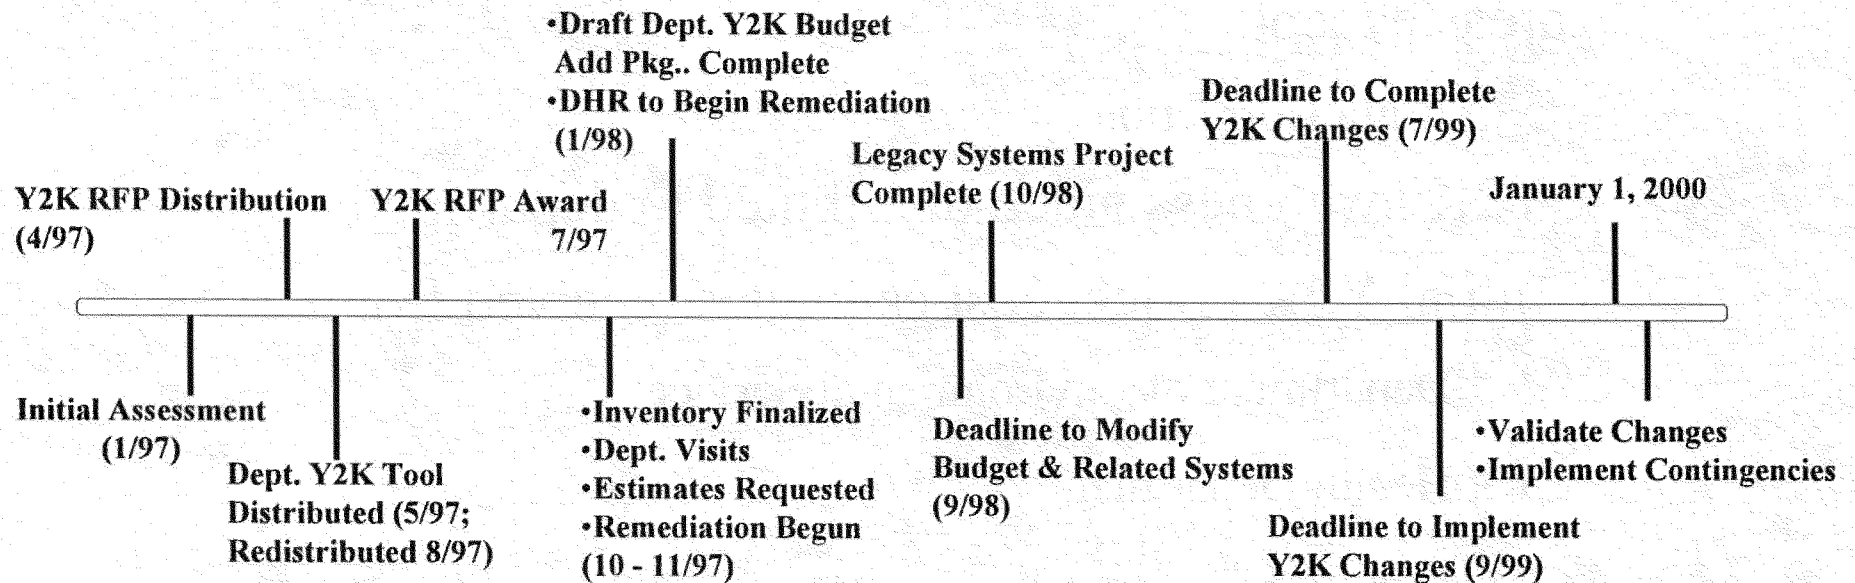 •Draft Dept. Y2K Budget
Add Pkg.. Complete
•DHR to Begin Remediation
(1/98)
Deadline to Complete
Y2K Changes (7/99)
Legacy Systems Project
Complete (10/98)
January 1, 2000
Y2K RFP Distribution
(4/97)
Y2K RFP Award
7/97
Initial Assessment
(1/97)
Dept. Y2K Tool
Distributed (5/97;
Redistributed 8/97)
•Inventory Finalized
•Dept. Visits
•Estimates Requested
•Remediation Begun
(10 - 11/97)
Deadline to Modify
Budget & Related Systems
(9/98)
Deadline to Implement
Y2K Changes (9/99)
•Validate Changes
•Implement Contingencies